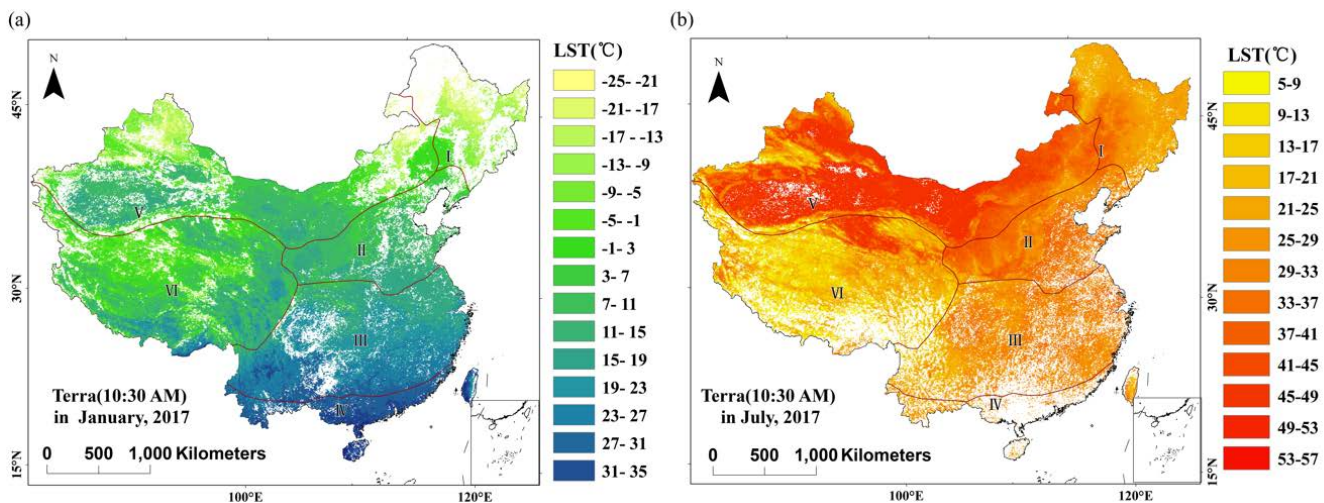 (a)
N
45°N
30°N
15°N
I
II
III
IV
V
VI
Terra(10:30 AM)
in January, 2017
0 500 1,000 Kilometers
100°E 120°E
LST(℃)
-25- -21
-21 -17
-17 - -13
-13 -9
-9- -5
-5- -1
-1- 3
3- 7
7- 11
11- 15
15- 19
19- 23
23- 27
27- 31
31- 35
(b)
N
45°N
30°N
15°N
I
II
III
IV
V
VI
Terra(10:30 AM)
in July, 2017
0 500 1,000 Kilometers
100°E 120°E
LST(℃)
5-9
9-13
13-17
17-21
21-25
25-29
29-33
33-37
37-41
41-45
45-49
49-53
53-57